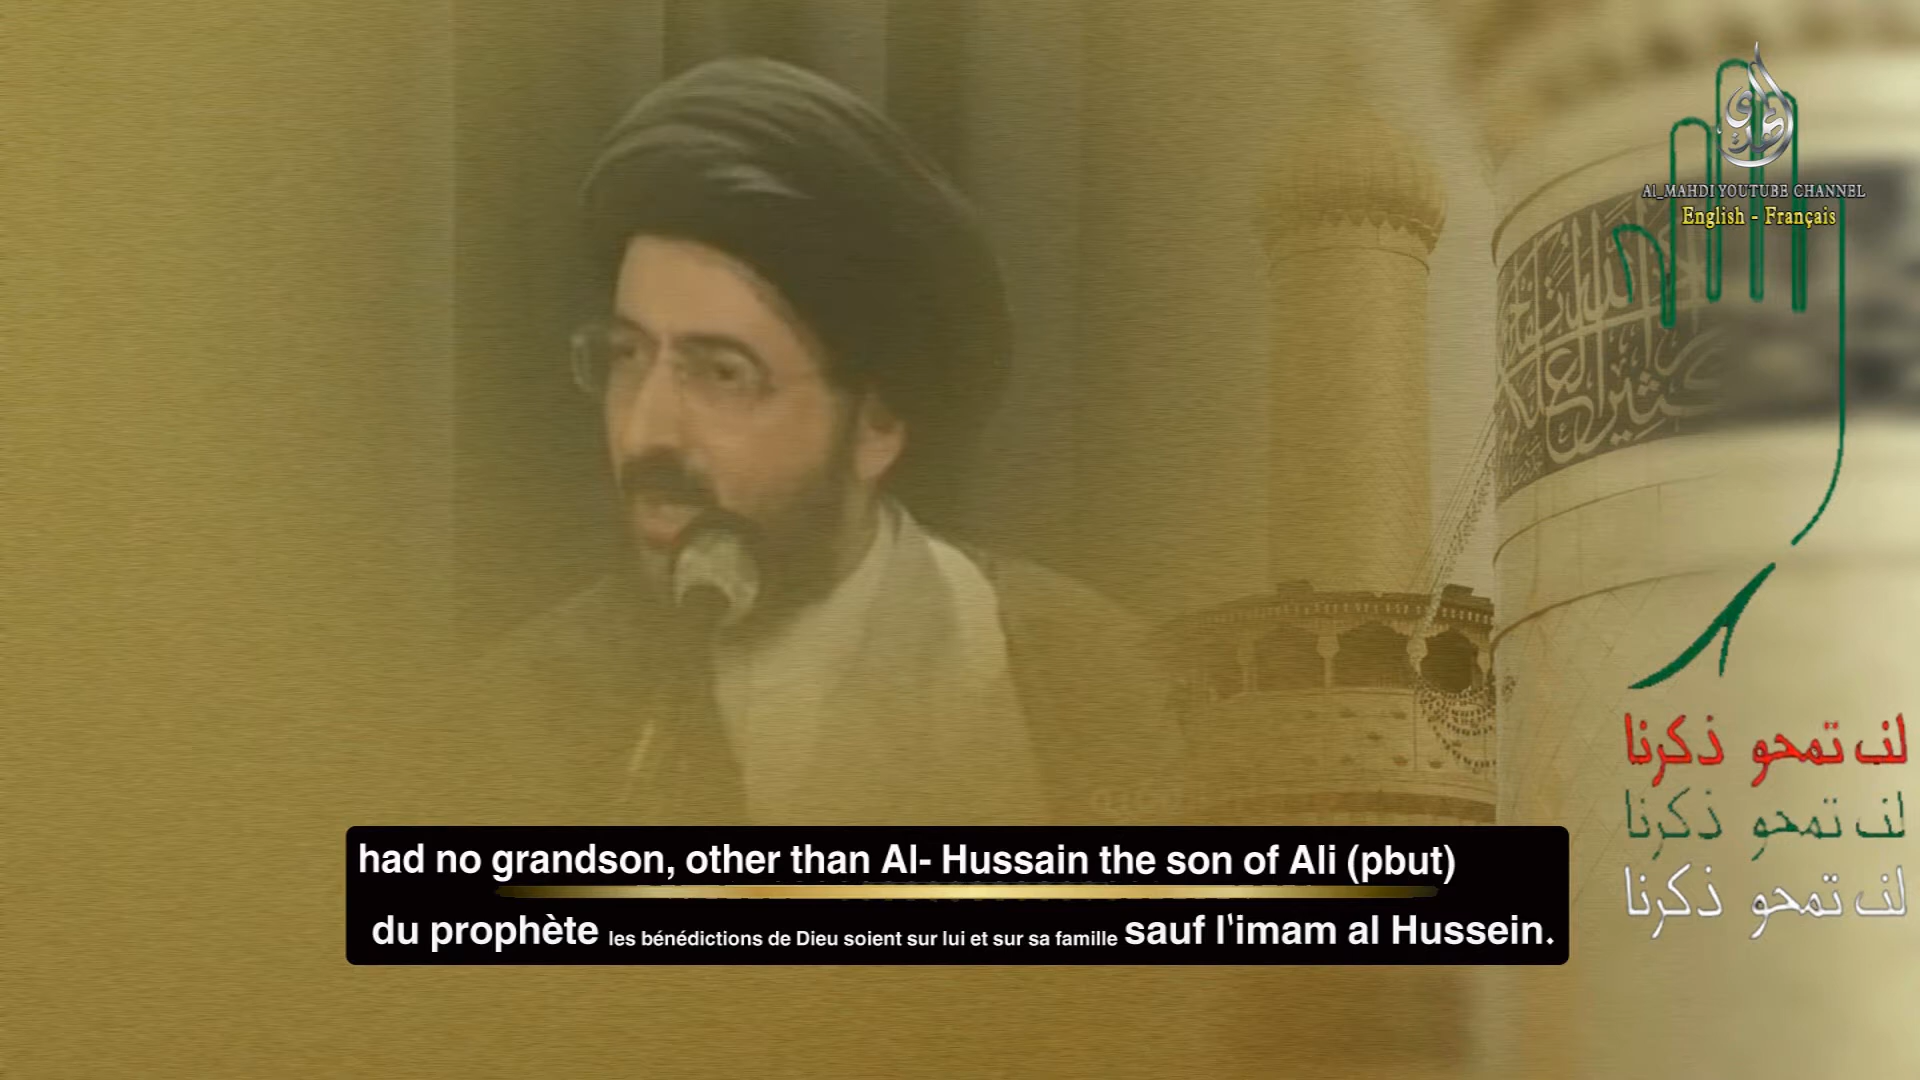 Al_MAHDI YOUTUBE CHANNEL
English - Français
لن تمحو ذكرنا
لن تمحو ذكرنا
لن تمحو ذكرنا
had no grandson, other than Al- Hussain the son of Ali (pbut)
du prophète les bénédictions de Dieu soient sur lui et sur sa famille sauf l'imam al Hussein.